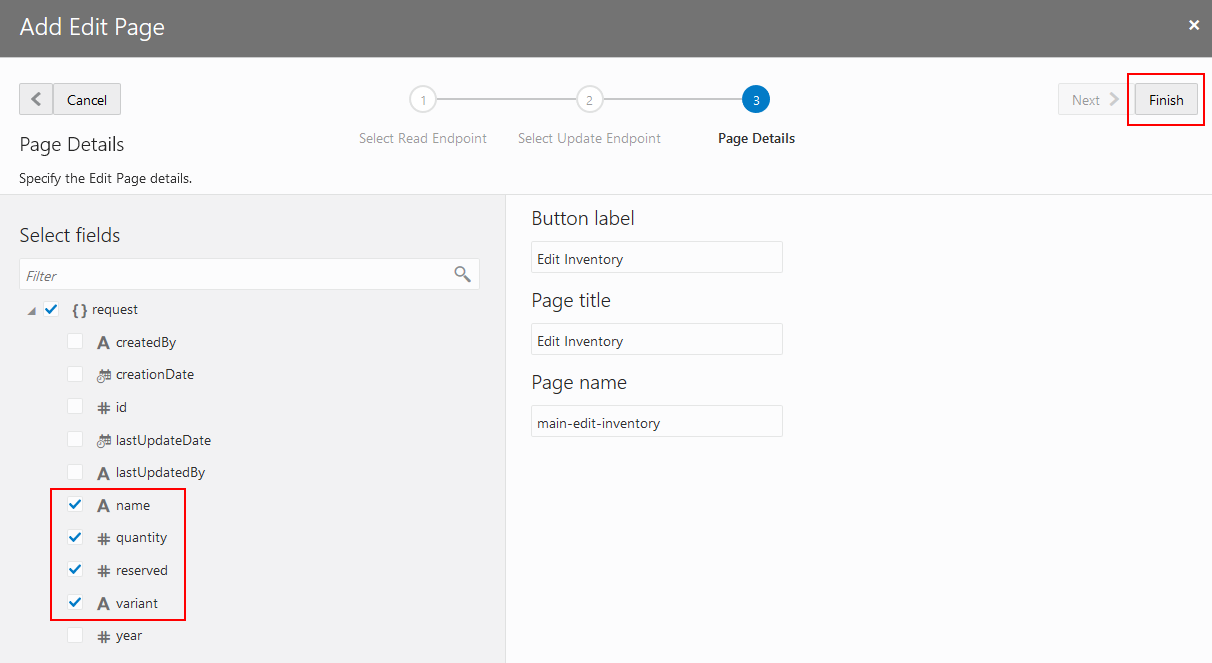 Add Edit Page
×
Cancel
1
2
3
Next
Finish
Select Read Endpoint
Select Update Endpoint
Page Details
Page Details
Specify the Edit Page details.
Select fields
Filter
{ } request
A createdBy
creationDate
# id
lastUpdateDate
A lastUpdatedBy
A name
# quantity
# reserved
A variant
# year
Button label
Edit Inventory
Page title
Edit Inventory
Page name
main-edit-inventory